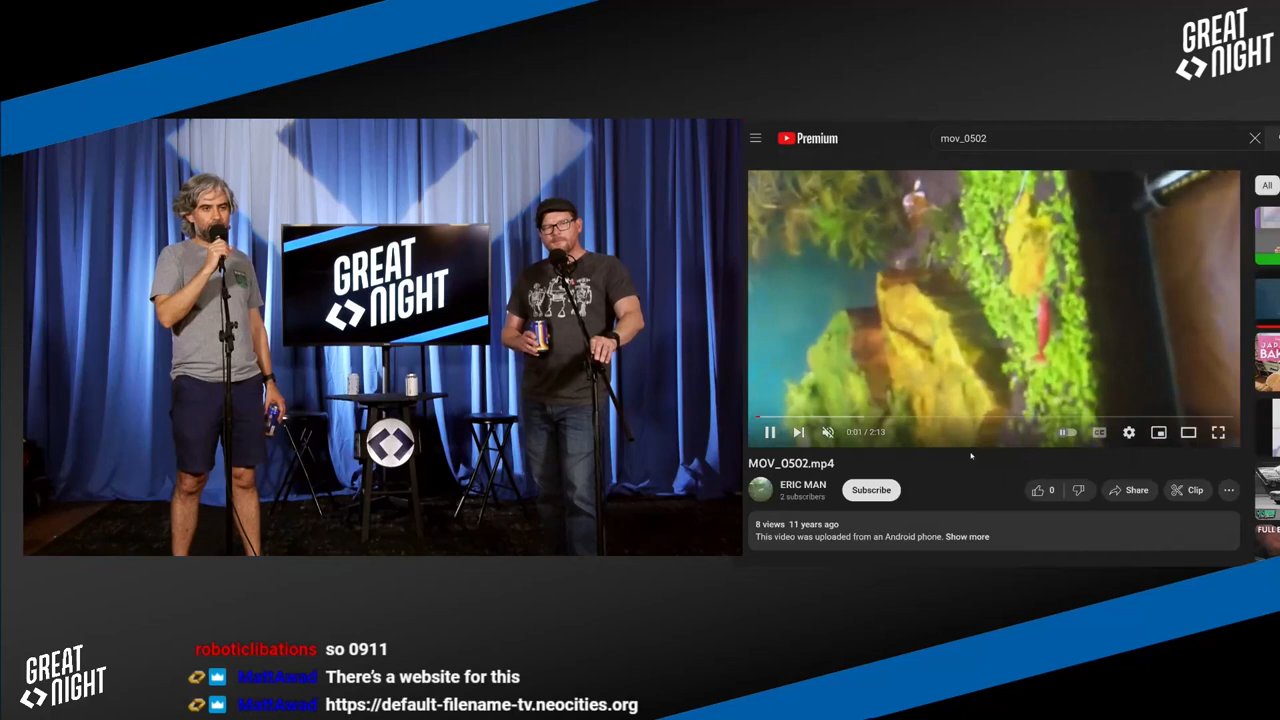 GREAT
NIGHT
Premium
mov_0502
All
GREAT
NIGHT
0:01 / 2:13
CC
MOV_0502.mp4
ERIC MAN
2 subscribers
Subscribe
0
Share
Clip
8 views 11 years ago
This video was uploaded from an Android phone. Show more
roboticlibations so 0911
MattAwad There's a website for this
MattAwad https://default-filename-tv.neocities.org
GREAT
NIGHT